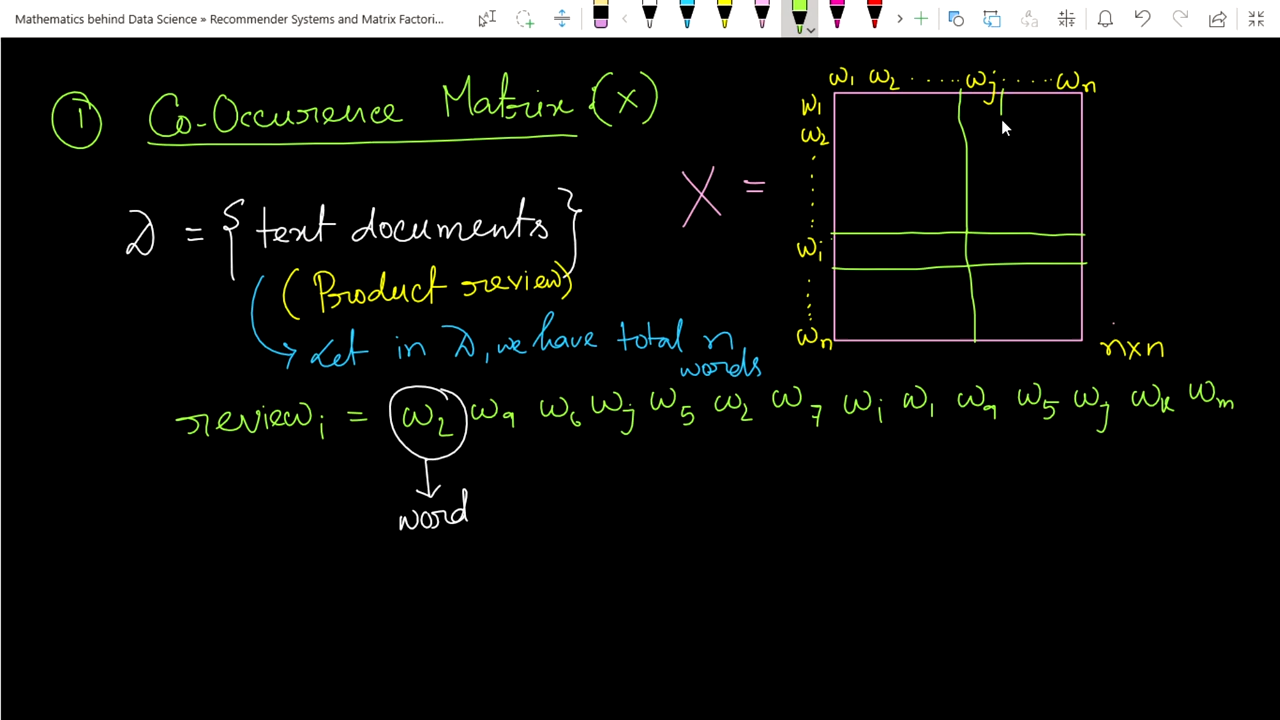 Mathematics behind Data Science » Recommender Systems and Matrix Factori...
① Co-Occurence Matrix (X)
D = { text documents }
(Product review)
Let in D, we have total n words
review i = w2 w9 w6 wj w5 w2 w7 wi w1 w9 w5 wj wk wm
word
X =
w1 w2 ...... wj ..... wn
w1
w2
wi
wn
n×n